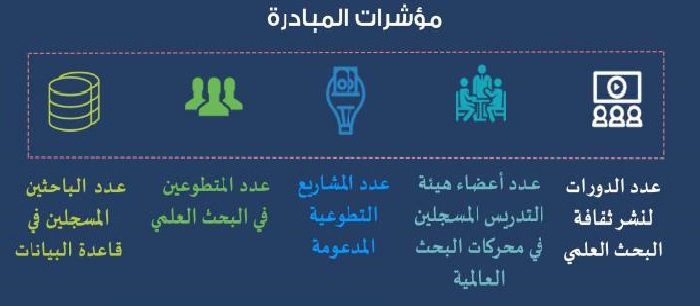 مؤشرات المبادرة
عدد الدورات
لنشر ثقافة
البحث العلمي
عدد أعضاء هيئة
التدريس المسجلين
في محركات البحث
العالمية
عدد المشاريع
التطوعية
المدعومة
عدد المتطوعين
في البحث العلمي
عدد الباحثين
المسجلين في
قاعدة البيانات